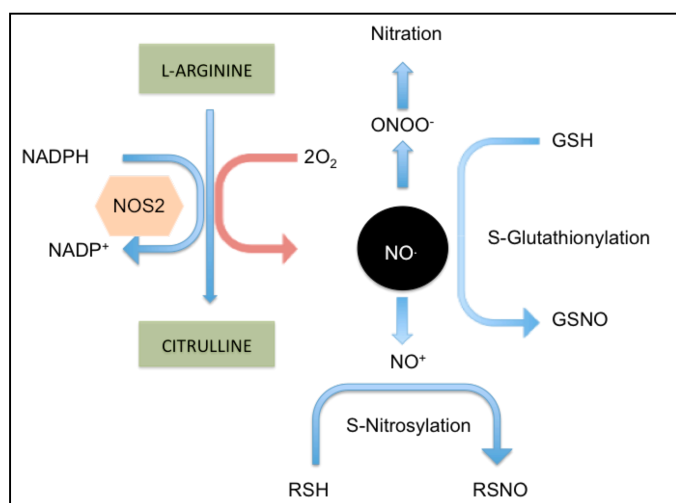 Nitration
L-ARGININE
ONOO⁻
NADPH
2O₂
GSH
NOS2
S-Glutathionylation
NADP⁺
NO·
GSNO
CITRULLINE
NO⁺
S-Nitrosylation
RSH
RSNO